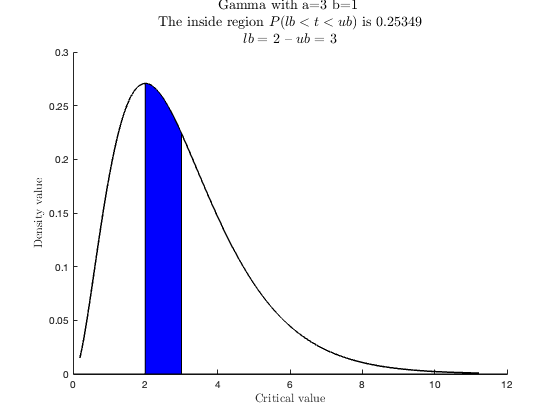 Gamma with a=3 b=1
The inside region P(lb < t < ub) is 0.25349
lb = 2 – ub = 3
0.3
0.25
0.2
0.15
0.1
0.05
0
Density value
0 2 4 6 8 10 12
Critical value